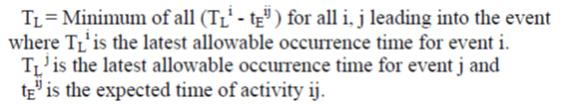 T_L = Minimum of all (T_L^i - t_E^ij) for all i, j leading into the event
where T_L^i is the latest allowable occurrence time for event i.
T_L^j is the latest allowable occurrence time for event j and
t_E^ij is the expected time of activity ij.